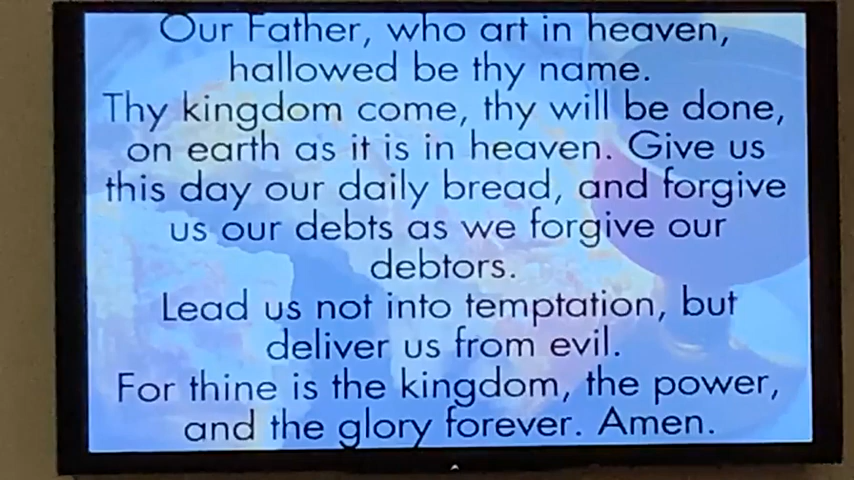 Our Father, who art in heaven,
hallowed be thy name.
Thy kingdom come, thy will be done,
on earth as it is in heaven. Give us
this day our daily bread, and forgive
us our debts as we forgive our
debtors.
Lead us not into temptation, but
deliver us from evil.
For thine is the kingdom, the power,
and the glory forever. Amen.